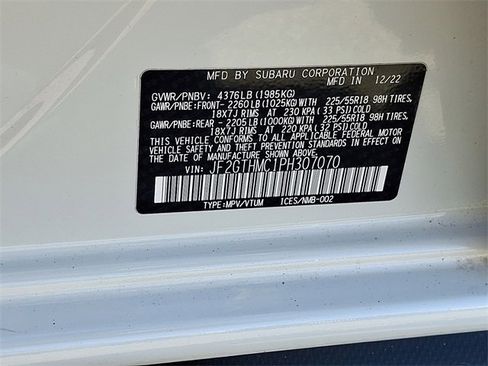 MFD BY SUBARU CORPORATION
MFD IN 12/22
GVWR/PNBV: 4376LB (1985KG)
GAWR/PNBE:FRONT- 2260LB (1025KG)WITH 225/55R18 98H TIRES,
18X7J RIMS AT 230 KPA ( 33 PSI)COLD
GAWR/PNBE:REAR - 2205LB (1000KG)WITH 225/55R18 98H TIRES,
18X7J RIMS AT 220 KPA ( 32 PSI)COLD
THIS VEHICLE CONFORMS TO ALL APPLICABLE FEDERAL MOTOR
VEHICLE SAFETY AND THEFT PREVENTION STANDARDS IN EFFECT ON
THE DATE OF MANUFACTURE SHOWN ABOVE.
VIN: JF2GTHMC1PH307070
TYPE:MPV/VTUM ICES/NMB-002